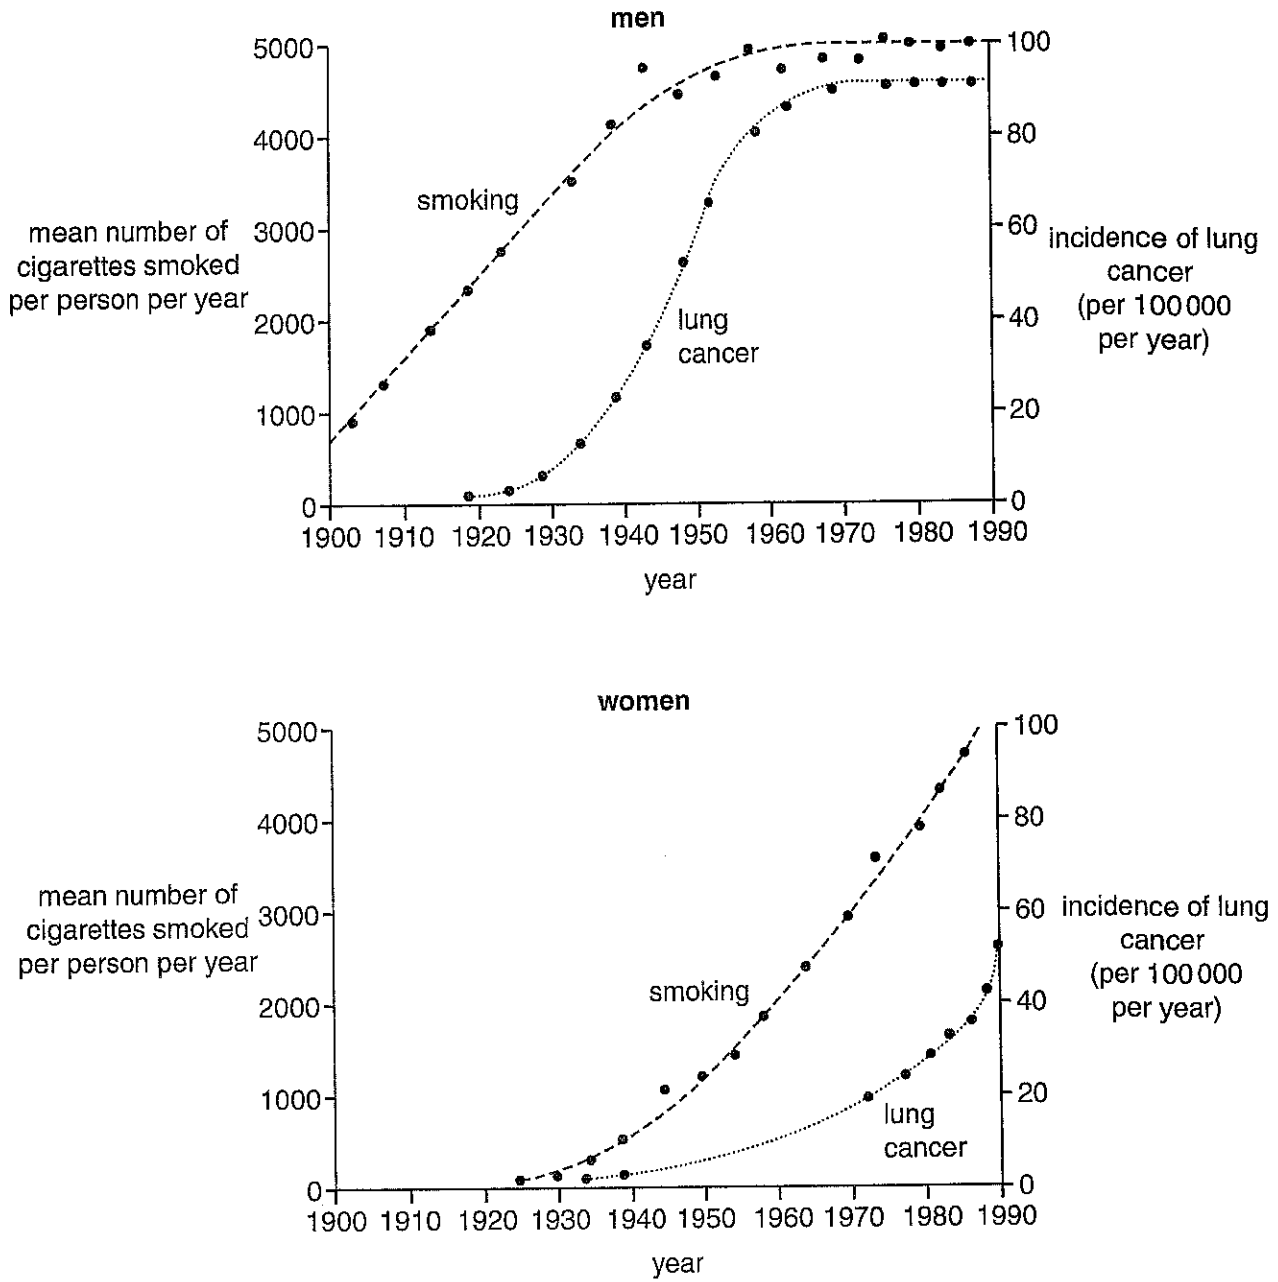 men
5000
4000
3000
2000
1000
0
100
80
60
40
20
0
smoking
lung
cancer
mean number of
cigarettes smoked
per person per year
incidence of lung
cancer
(per 100 000
per year)
1900 1910 1920 1930 1940 1950 1960 1970 1980 1990
year
women
5000
4000
3000
2000
1000
0
100
80
60
40
20
0
smoking
lung
cancer
mean number of
cigarettes smoked
per person per year
incidence of lung
cancer
(per 100 000
per year)
1900 1910 1920 1930 1940 1950 1960 1970 1980 1990
year